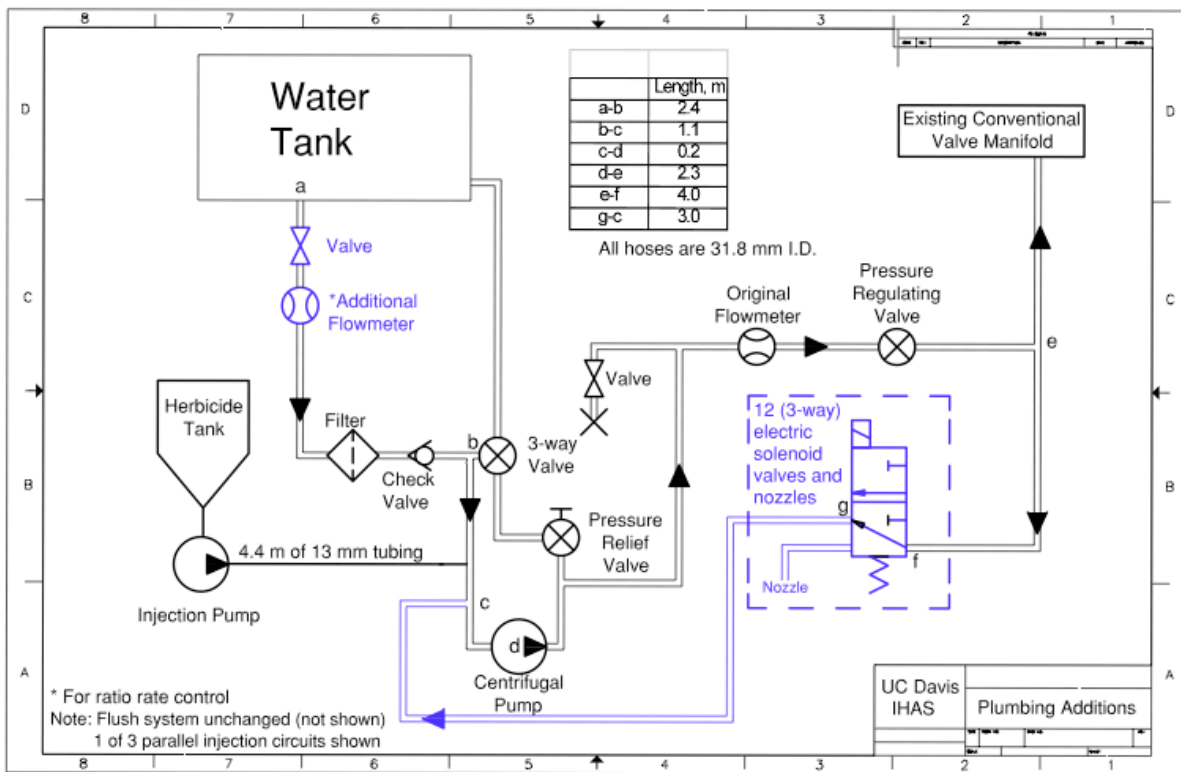 8 7 6 5 4 3 2 1
D
C
B
A
D
C
B
A
Water
Tank
a
Length, m
a-b 2.4
b-c 1.1
c-d 0.2
d-e 2.3
e-f 4.0
g-c 3.0
All hoses are 31.8 mm I.D.
Existing Conventional
Valve Manifold
Valve
*Additional
Flowmeter
Original
Flowmeter
Pressure
Regulating
Valve
e
Valve
Herbicide
Tank
Filter
b
3-way
Valve
Check
Valve
12 (3-way)
electric
solenoid
valves and
nozzles
g
f
Nozzle
Pressure
Relief
Valve
4.4 m of 13 mm tubing
Injection Pump
c
d
Centrifugal
Pump
* For ratio rate control
Note: Flush system unchanged (not shown)
1 of 3 parallel injection circuits shown
UC Davis
IHAS
Plumbing Additions
8 7 6 5 4 3 2 1